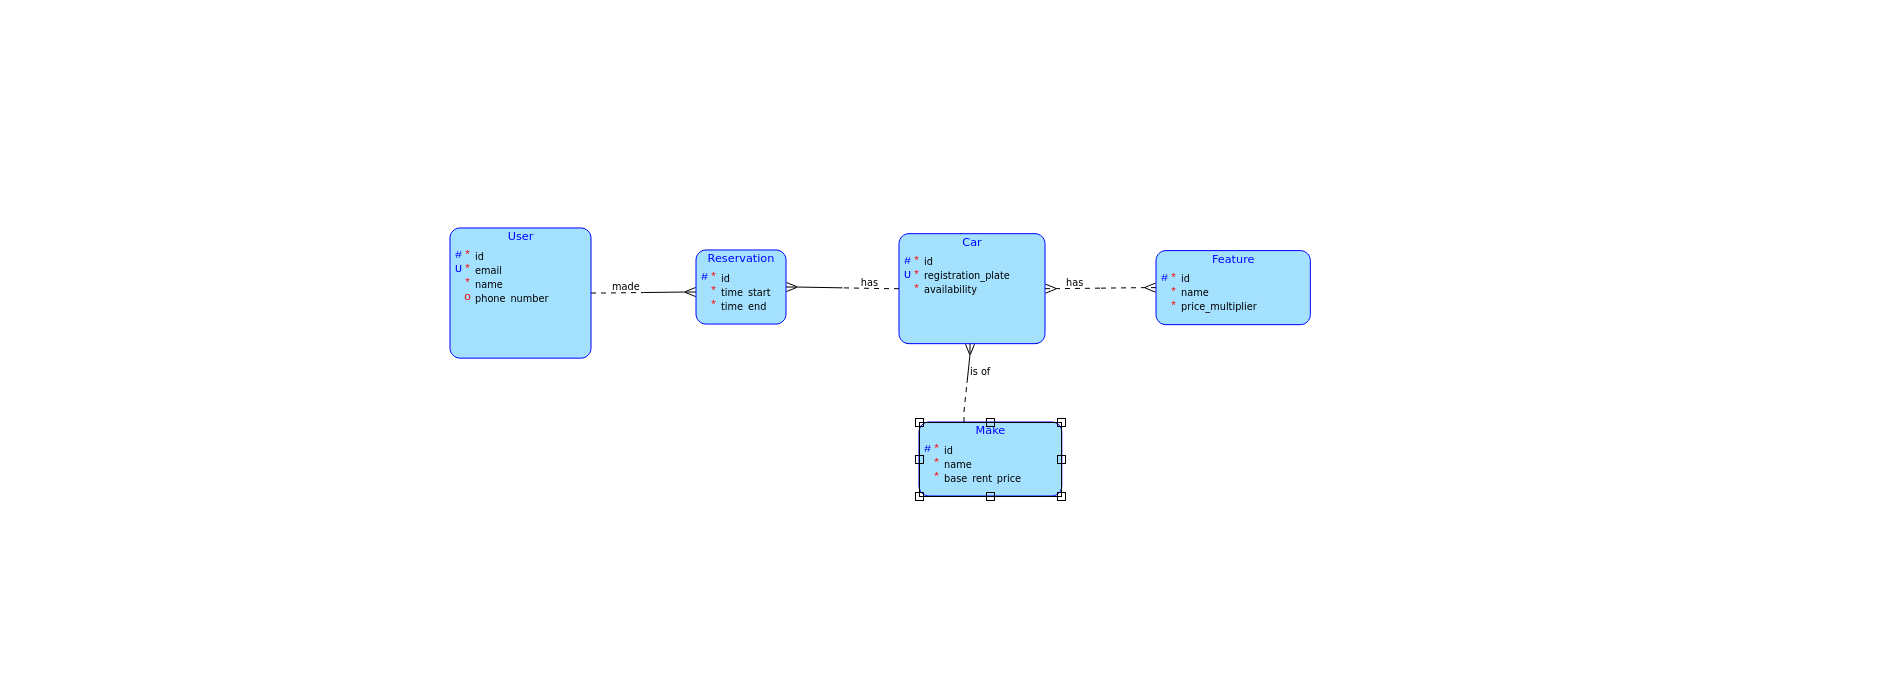 User
# * id
U * email
* name
o phone_number
made
Reservation
# * id
* time_start
* time_end
has
Car
# * id
U * registration_plate
* availability
has
Feature
# * id
* name
* price_multiplier
is of
Make
# * id
* name
* base_rent_price